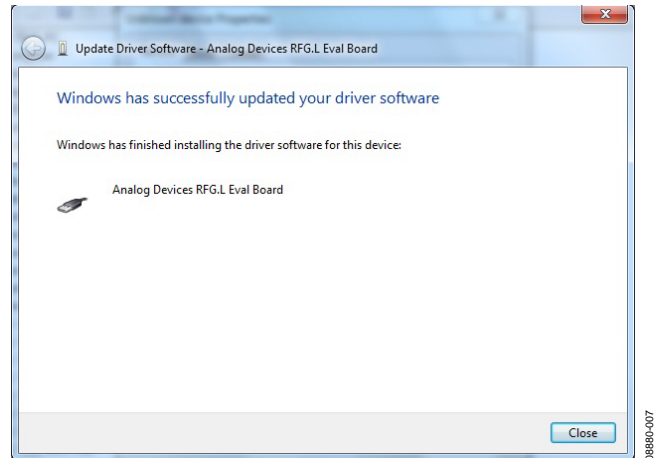 Update Driver Software - Analog Devices RFG.L Eval Board
Windows has successfully updated your driver software
Windows has finished installing the driver software for this device:
Analog Devices RFG.L Eval Board
Close
08880-007